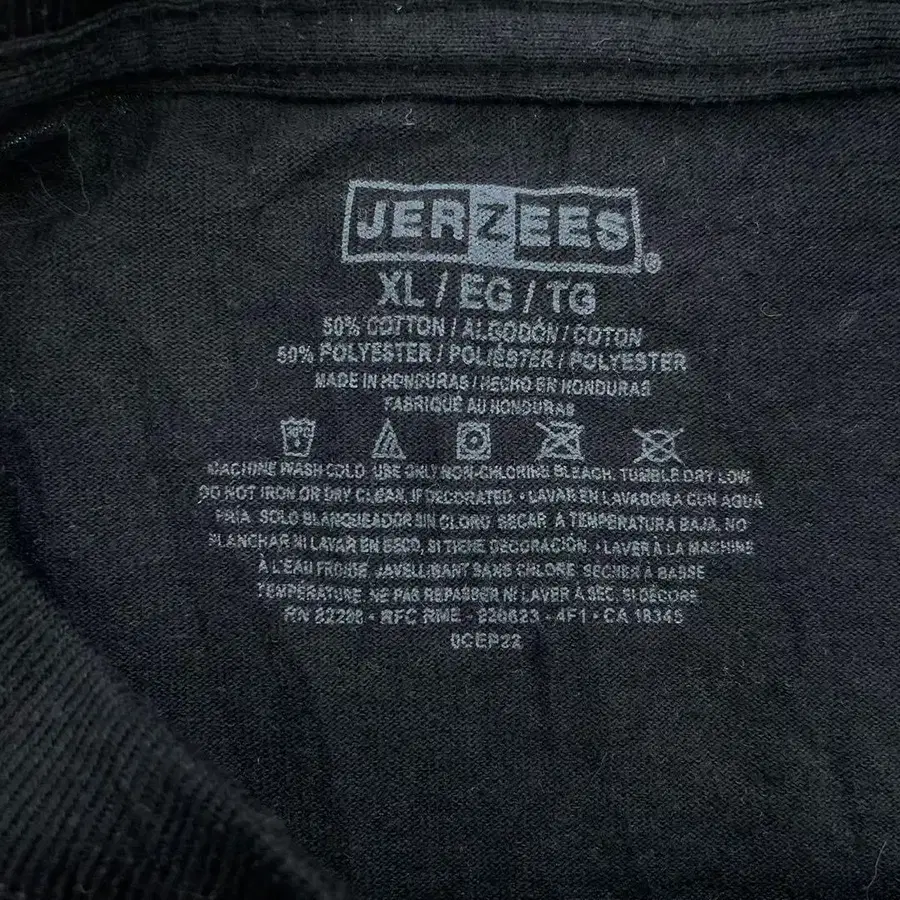 JERZEES®
XL / EG / TG
50% COTTON / ALGODÓN / COTON
50% POLYESTER / POLIÉSTER / POLYESTER
MADE IN HONDURAS / HECHO EN HONDURAS
FABRIQUÉ AU HONDURAS
MACHINE WASH COLD. USE ONLY NON-CHLORINE BLEACH. TUMBLE DRY LOW.
DO NOT IRON OR DRY CLEAN, IF DECORATED. • LAVAR EN LAVADORA CON AGUA
FRIA. SOLO BLANQUEADOR SIN CLORO. SECAR A TEMPERATURA BAJA. NO
PLANCHAR NI LAVAR EN SECO, SI TIENE DECORACIÓN. • LAVER À LA MACHINE
À L'EAU FROIDE. JAVELLISANT SANS CHLORE. SÉCHER À BASSE
TEMPÉRATURE. NE PAS REPASSER NI LAVER À SEC, SI DÉCORÉ.
RN • RFC RME - 920623 - 4F1 • CA 18345